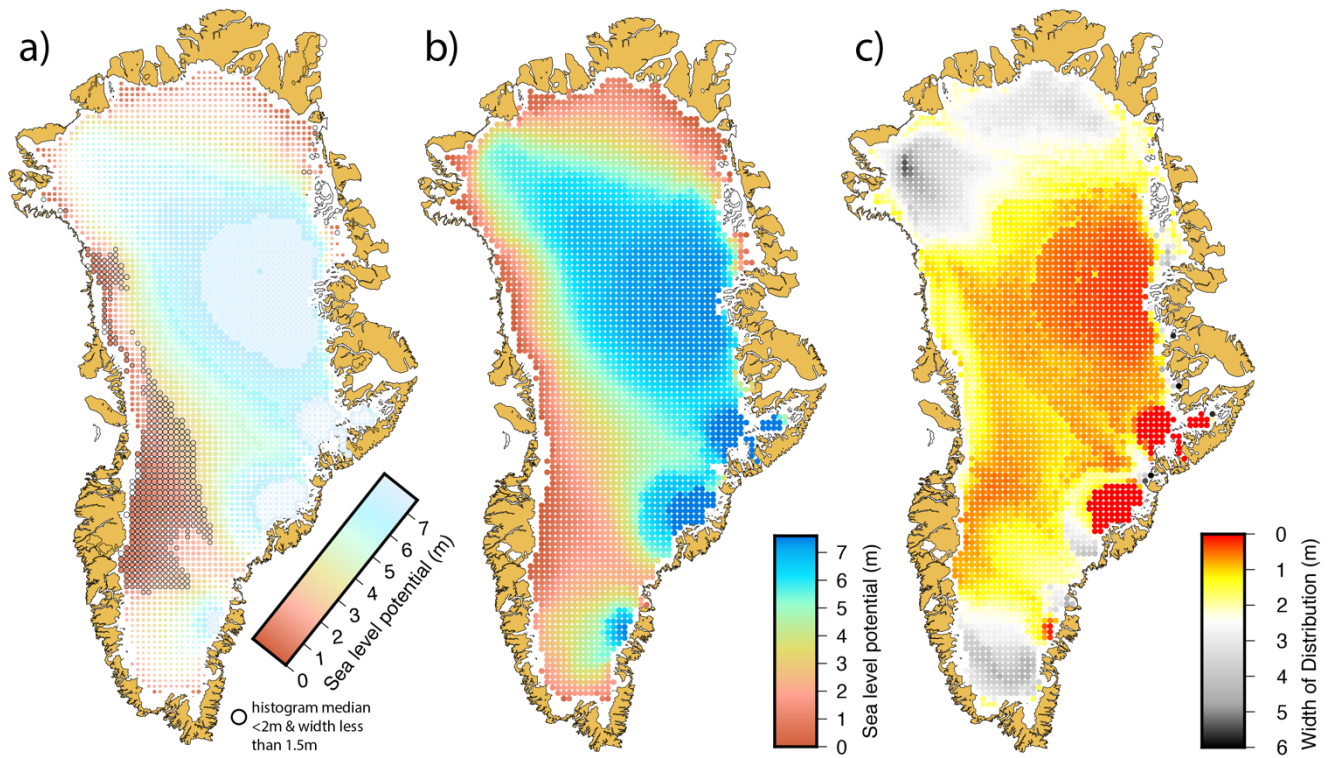 a)
b)
c)
7
6
5
4
3
2
1
0
Sea level potential (m)
histogram median
<2m & width less
than 1.5m
7
6
5
4
3
2
1
0
Sea level potential (m)
0
1
2
3
4
5
6
Width of Distribution (m)